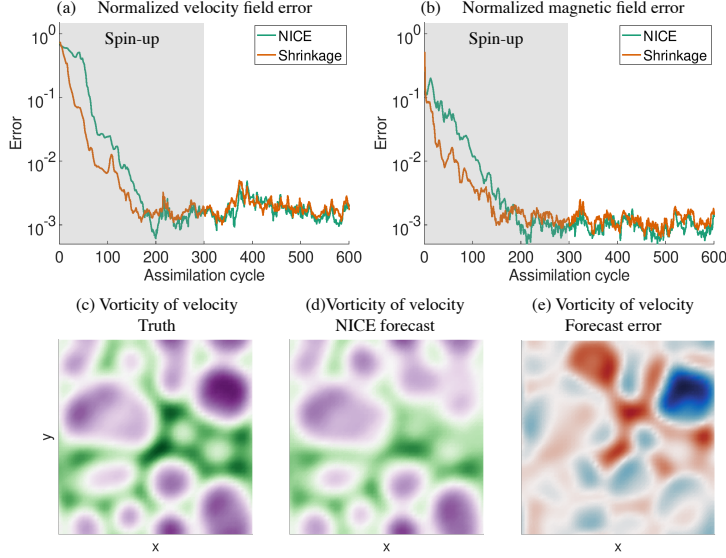 (a) Normalized velocity field error
(b) Normalized magnetic field error
10^0
10^-1
10^-2
10^-3
Error
Spin-up
NICE
Shrinkage
0 100 200 300 400 500 600
Assimilation cycle
10^0
10^-1
10^-2
10^-3
Error
Spin-up
NICE
Shrinkage
0 100 200 300 400 500 600
Assimilation cycle
(c) Vorticity of velocity
Truth
(d)Vorticity of velocity
NICE forecast
(e) Vorticity of velocity
Forecast error
y
x
x
x